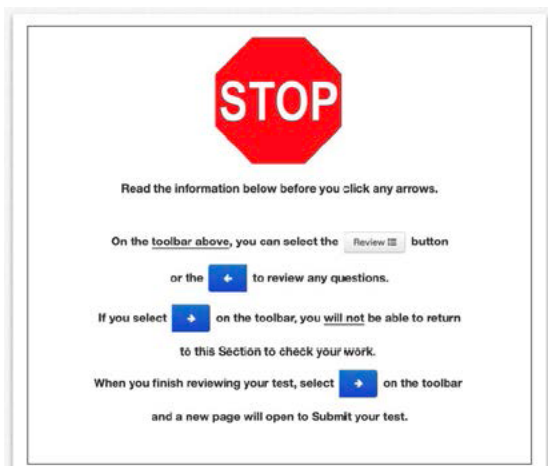 STOP
Read the information below before you click any arrows.
On the toolbar above, you can select the Review button
or the to review any questions.
If you select on the toolbar, you will not be able to return
to this Section to check your work.
When you finish reviewing your test, select on the toolbar
and a new page will open to Submit your test.